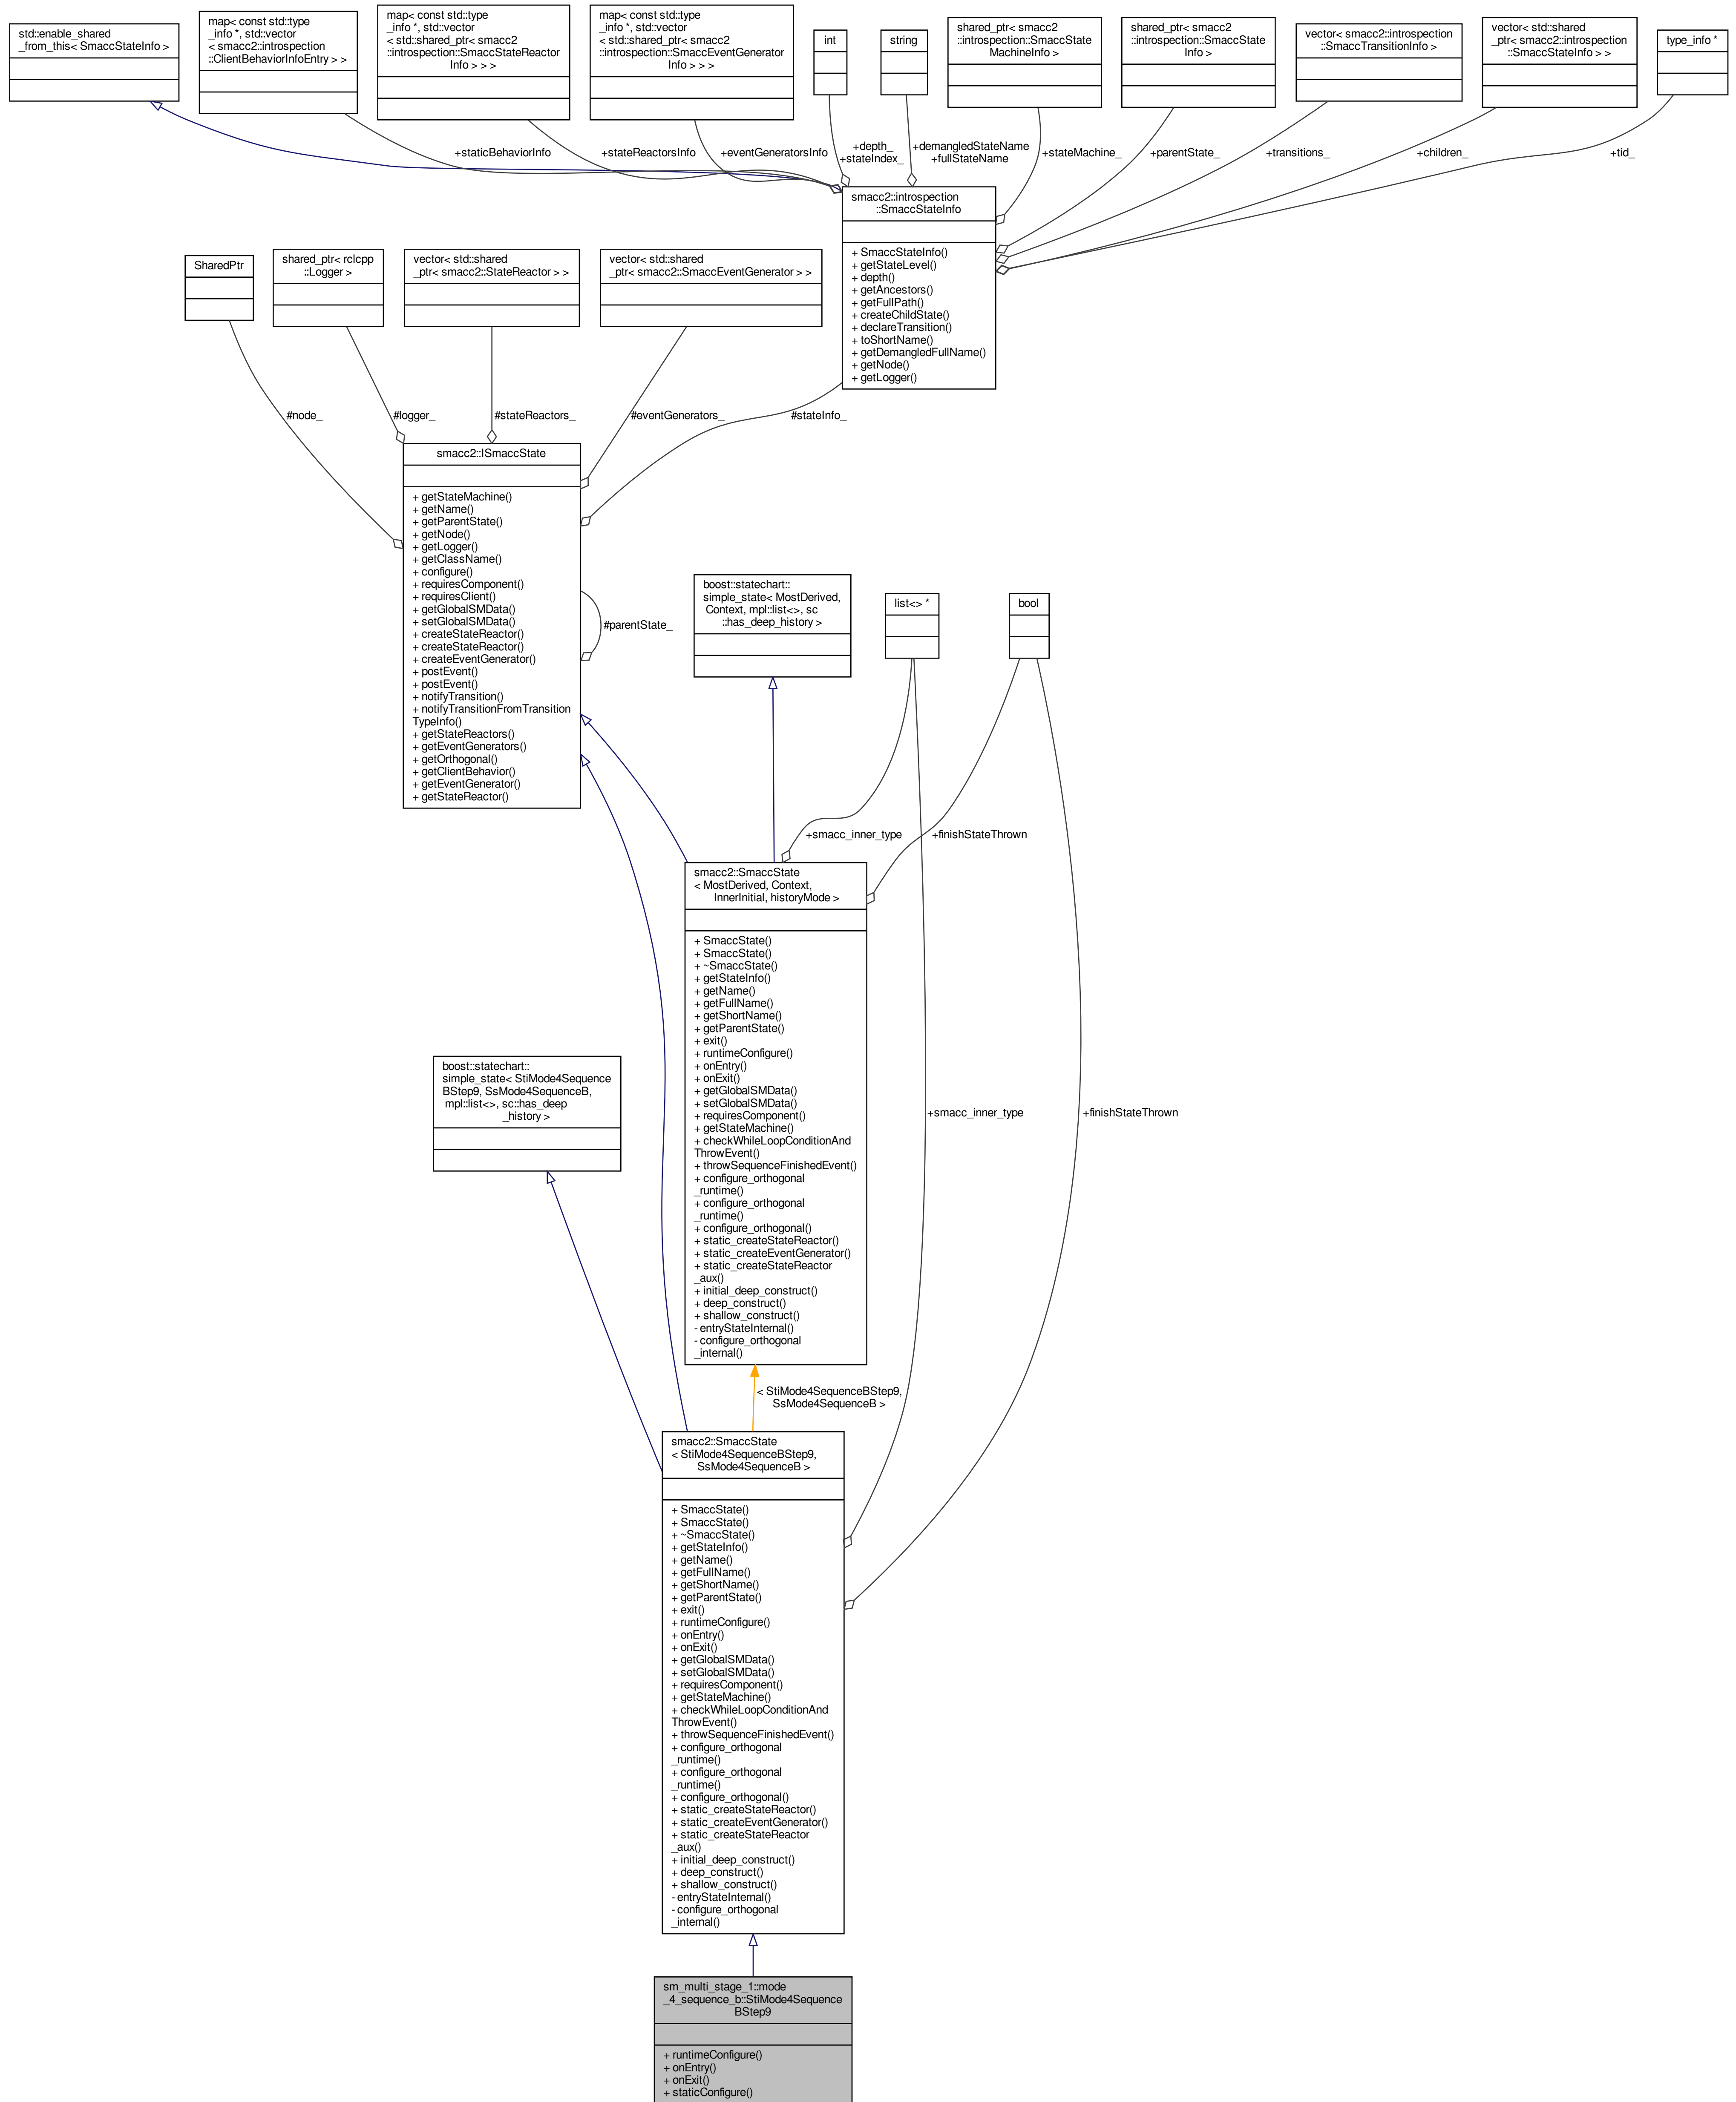 std::enable_shared
_from_this< SmaccStateInfo >
map< const std::type
_info *, std::vector
< smacc2::introspection
::ClientBehaviorInfoEntry > >
map< const std::type
_info *, std::vector
< std::shared_ptr< smacc2
::introspection::SmaccStateReactor
Info > > >
map< const std::type
_info *, std::vector
< std::shared_ptr< smacc2
::introspection::SmaccEventGenerator
Info > > >
int
string
shared_ptr< smacc2
::introspection::SmaccState
MachineInfo >
shared_ptr< smacc2
::introspection::SmaccState
Info >
vector< smacc2::introspection
::SmaccTransitionInfo >
vector< std::shared
_ptr< smacc2::introspection
::SmaccStateInfo > >
type_info *
+staticBehaviorInfo
+stateReactorsInfo
+eventGeneratorsInfo
+depth_
+stateIndex_
+demangledStateName
+fullStateName
+stateMachine_
+parentState_
+transitions_
+children_
+tid_
smacc2::introspection
::SmaccStateInfo
+ SmaccStateInfo()
+ getStateLevel()
+ depth()
+ getAncestors()
+ getFullPath()
+ createChildState()
+ declareTransition()
+ toShortName()
+ getDemangledFullName()
+ getNode()
+ getLogger()
SharedPtr
shared_ptr< rclcpp
::Logger >
vector< std::shared
_ptr< smacc2::StateReactor > >
vector< std::shared
_ptr< smacc2::SmaccEventGenerator > >
#node_
#logger_
#stateReactors_
#eventGenerators_
#stateInfo_
smacc2::ISmaccState
+ getStateMachine()
+ getName()
+ getParentState()
+ getNode()
+ getLogger()
+ getClassName()
+ configure()
+ requiresComponent()
+ requiresClient()
+ getGlobalSMData()
+ setGlobalSMData()
+ createStateReactor()
+ createStateReactor()
+ createEventGenerator()
+ postEvent()
+ postEvent()
+ notifyTransition()
+ notifyTransitionFromTransition
TypeInfo()
+ getStateReactors()
+ getEventGenerators()
+ getOrthogonal()
+ getClientBehavior()
+ getEventGenerator()
+ getStateReactor()
#parentState_
boost::statechart::
simple_state< MostDerived,
Context, mpl::list<>, sc
::has_deep_history >
list<> *
bool
+smacc_inner_type
+finishStateThrown
smacc2::SmaccState
< MostDerived, Context,
InnerInitial, historyMode >
+ SmaccState()
+ SmaccState()
+ ~SmaccState()
+ getStateInfo()
+ getName()
+ getFullName()
+ getShortName()
+ getParentState()
+ exit()
+ runtimeConfigure()
+ onEntry()
+ onExit()
+ getGlobalSMData()
+ setGlobalSMData()
+ requiresComponent()
+ getStateMachine()
+ checkWhileLoopConditionAnd
ThrowEvent()
+ throwSequenceFinishedEvent()
+ configure_orthogonal
_runtime()
+ configure_orthogonal
_runtime()
+ configure_orthogonal()
+ static_createStateReactor()
+ static_createEventGenerator()
+ static_createStateReactor
_aux()
+ initial_deep_construct()
+ deep_construct()
+ shallow_construct()
- entryStateInternal()
- configure_orthogonal
_internal()
boost::statechart::
simple_state< StiMode4Sequence
BStep9, SsMode4SequenceB,
mpl::list<>, sc::has_deep
_history >
+smacc_inner_type
+finishStateThrown
< StiMode4SequenceBStep9,
SsMode4SequenceB >
smacc2::SmaccState
< StiMode4SequenceBStep9,
SsMode4SequenceB >
+ SmaccState()
+ SmaccState()
+ ~SmaccState()
+ getStateInfo()
+ getName()
+ getFullName()
+ getShortName()
+ getParentState()
+ exit()
+ runtimeConfigure()
+ onEntry()
+ onExit()
+ getGlobalSMData()
+ setGlobalSMData()
+ requiresComponent()
+ getStateMachine()
+ checkWhileLoopConditionAnd
ThrowEvent()
+ throwSequenceFinishedEvent()
+ configure_orthogonal
_runtime()
+ configure_orthogonal
_runtime()
+ configure_orthogonal()
+ static_createStateReactor()
+ static_createEventGenerator()
+ static_createStateReactor
_aux()
+ initial_deep_construct()
+ deep_construct()
+ shallow_construct()
- entryStateInternal()
- configure_orthogonal
_internal()
sm_multi_stage_1::mode
_4_sequence_b::StiMode4Sequence
BStep9
+ runtimeConfigure()
+ onEntry()
+ onExit()
+ staticConfigure()